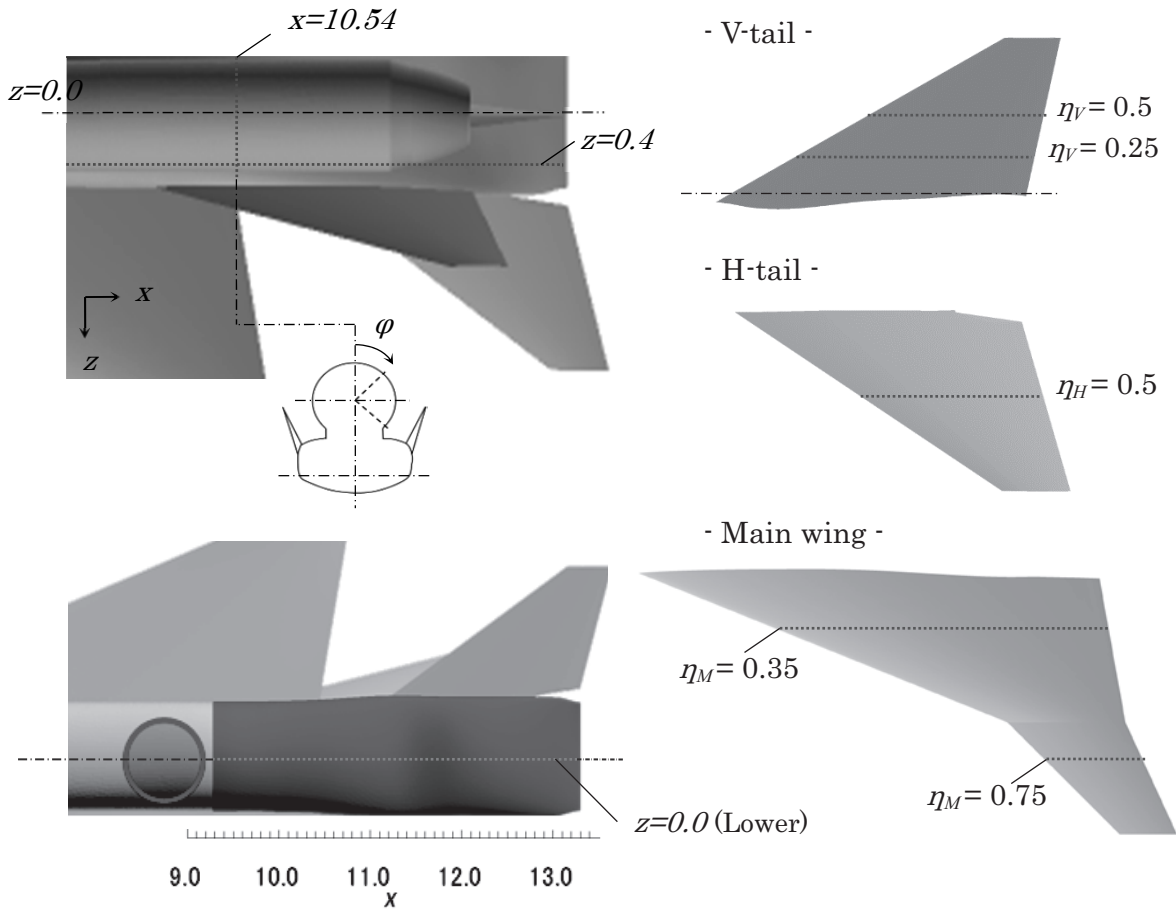 x=10.54
z=0.0
z=0.4
x
z
φ
- V-tail -
ηV = 0.5
ηV = 0.25
- H-tail -
ηH = 0.5
- Main wing -
ηM = 0.35
ηM = 0.75
z=0.0 (Lower)
9.0 10.0 11.0 12.0 13.0
x